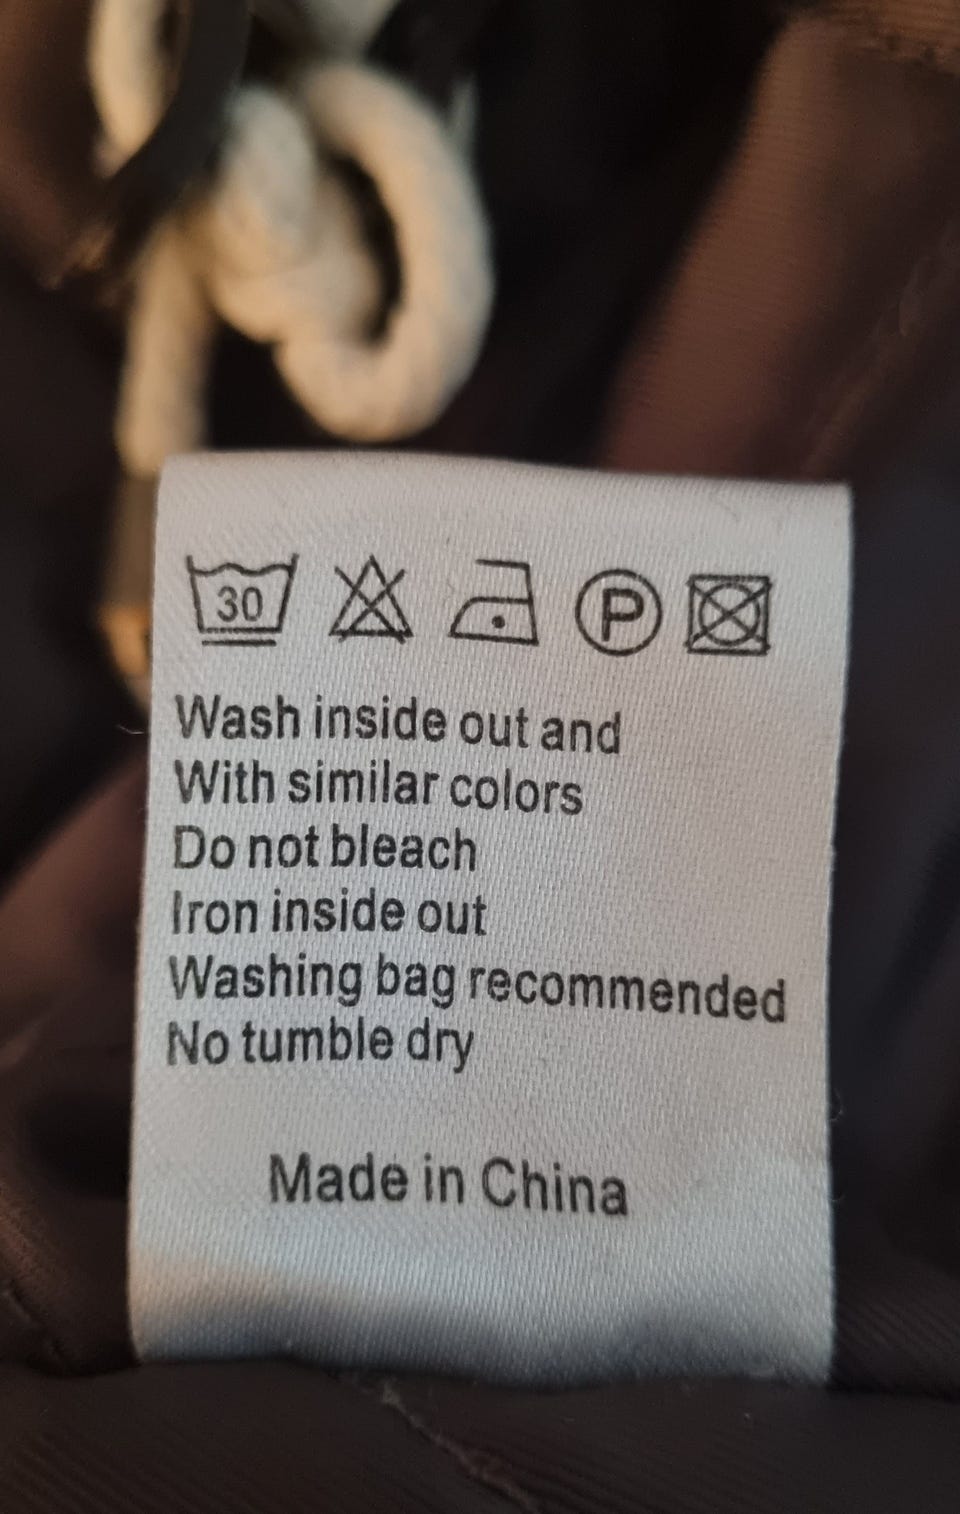 30 P
Wash inside out and
With similar colors
Do not bleach
Iron inside out
Washing bag recommended
No tumble dry
Made in China